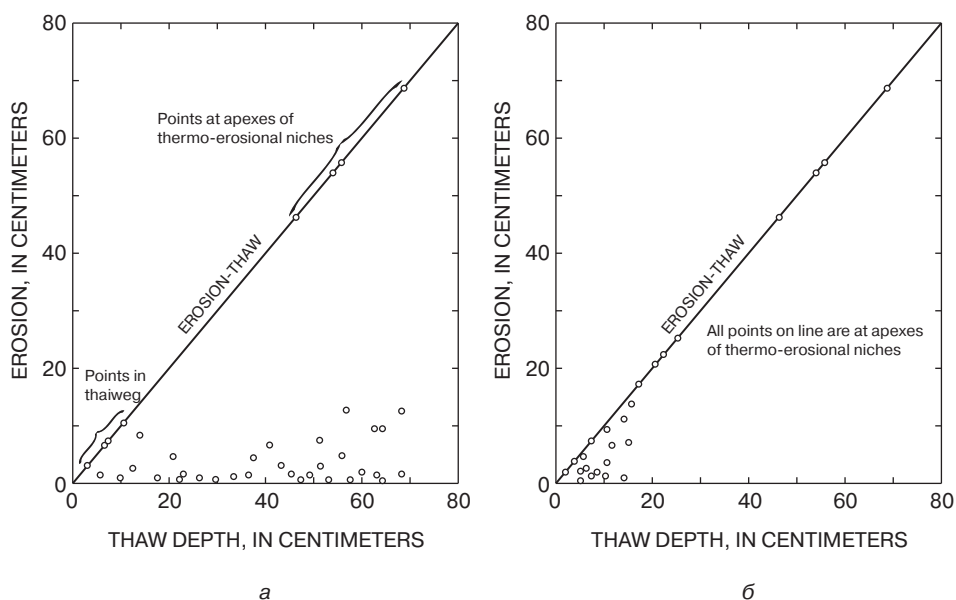 80
60
40
20
0
EROSION, IN CENTIMETERS
Points at apexes of
thermo-erosional niches
EROSION-THAW
Points in
thaiweg
0
20
40
60
80
THAW DEPTH, IN CENTIMETERS
а
80
60
40
20
0
EROSION, IN CENTIMETERS
EROSION-THAW
All points on line are at apexes
of thermo-erosional niches
0
20
40
60
80
THAW DEPTH, IN CENTIMETERS
б